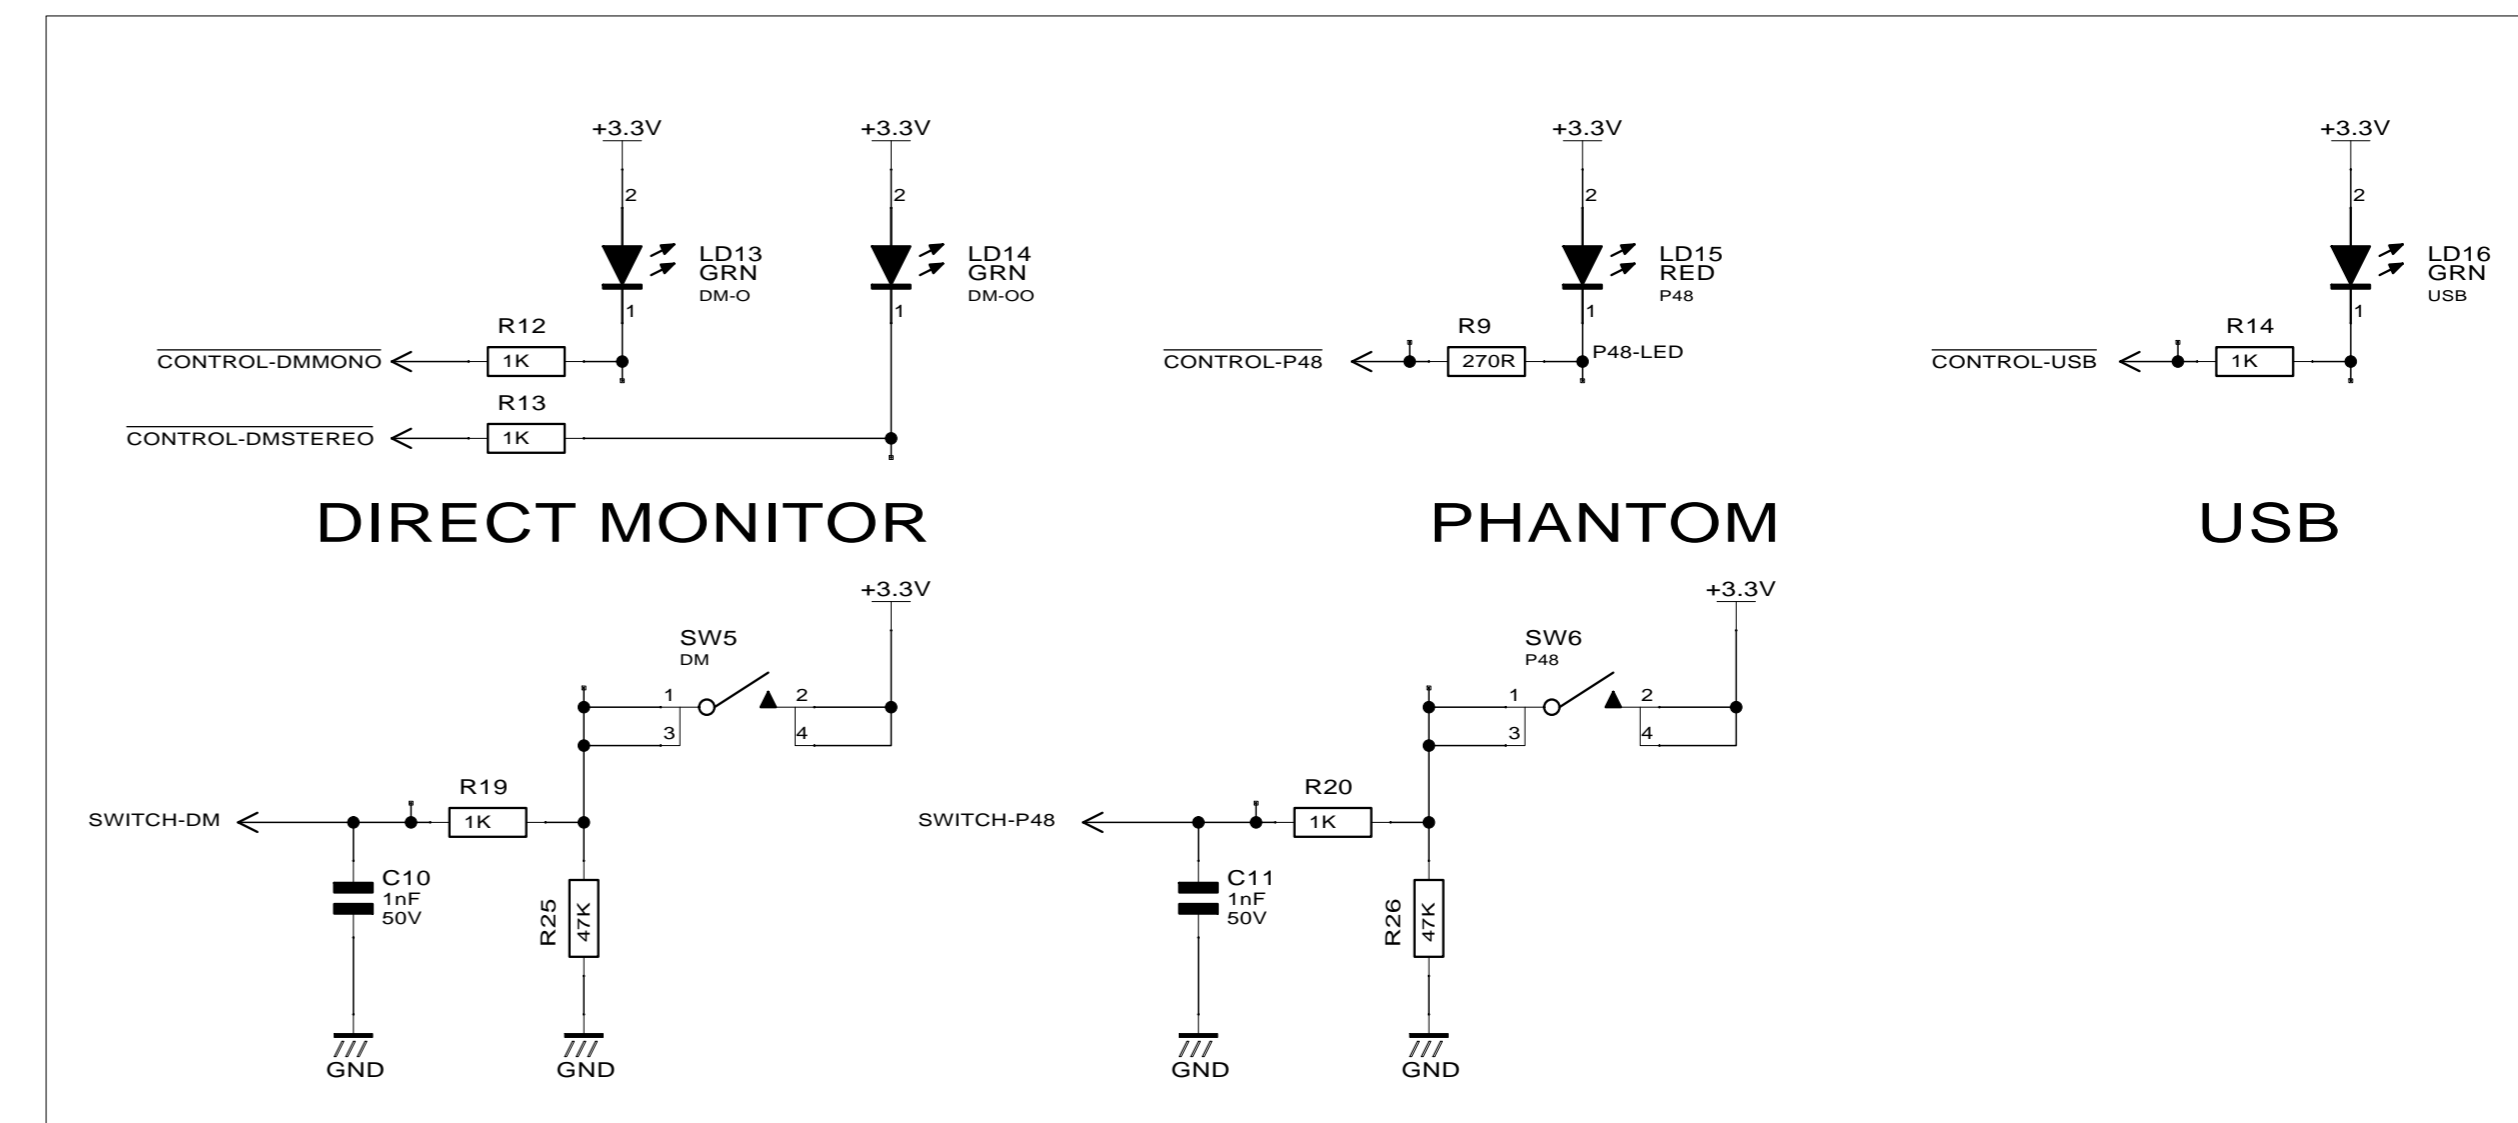 +3.3V
+3.3V
+3.3V
+3.3V
2
2
2
2
LD13
GRN
DM-O
LD14
GRN
DM-OO
LD15
RED
P48
LD16
GRN
USB
1
1
1
1
R12
R9
R14
CONTROL-DMMONO
1K
CONTROL-P48
270R
P48-LED
CONTROL-USB
1K
R13
CONTROL-DMSTEREO
1K
DIRECT MONITOR
PHANTOM
USB
+3.3V
+3.3V
SW5
DM
SW6
P48
1
2
1
2
3
4
3
4
R19
R20
SWITCH-DM
1K
SWITCH-P48
1K
C10
1nF
50V
R25
47K
C11
1nF
50V
R26
47K
GND
GND
GND
GND